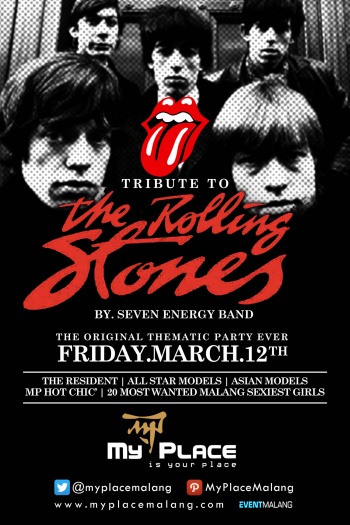 TRIBUTE TO
the Rolling
Stones
BY. SEVEN ENERGY BAND
THE ORIGINAL THEMATIC PARTY EVER
FRIDAY.MARCH.12TH
THE RESIDENT | ALL STAR MODELS | ASIAN MODELS
MP HOT CHIC" | 20 MOST WANTED MALANG SEXIEST GIRLS
mp
MY PLACE
is your place
@myplacemalang MyPlaceMalang
www.myplacemalang.com EVENTMALANG